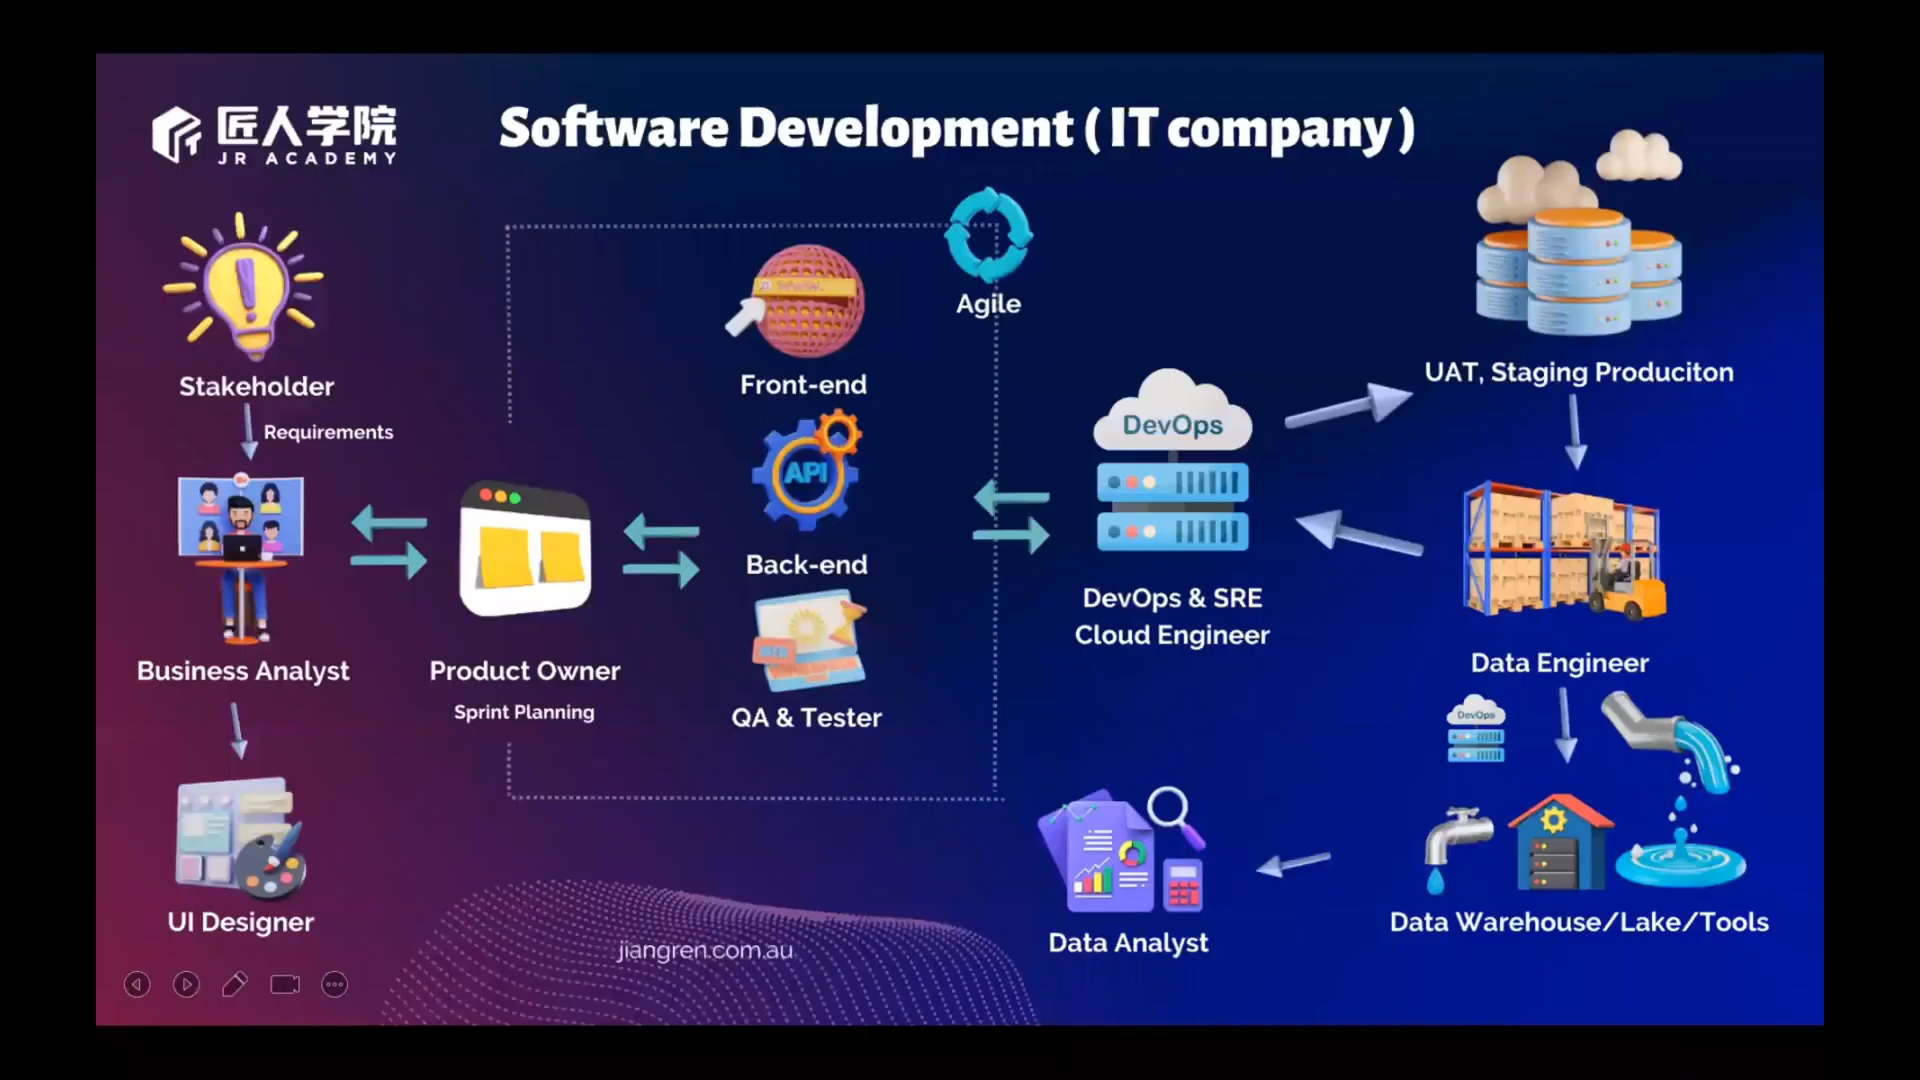 匠人学院
JR ACADEMY
Software Development ( IT company )
Agile
Stakeholder
Requirements
Front-end
UAT, Staging Produciton
DevOps
API
Back-end
DevOps & SRE
Cloud Engineer
Business Analyst
Product Owner
Sprint Planning
QA & Tester
Data Engineer
DevOps
UI Designer
Data Analyst
Data Warehouse/Lake/Tools
jiangren.com.au